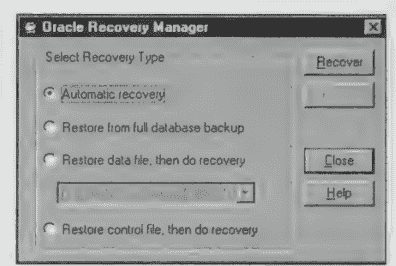 Oracle Recovery Manager
Select Recovery Type
Recover
Automatic recovery
Restore from full database backup
Restore data file, then do recovery
Close
Help
Restore control file, then do recovery